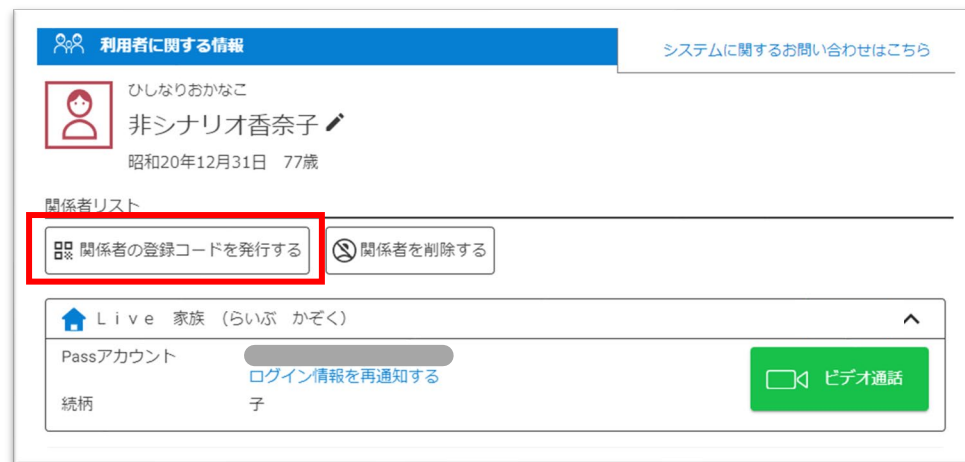 利用者に関する情報
システムに関するお問い合わせはこちら
ひしなりおかなこ
非シナリオ香奈子
昭和20年12月31日　77歳
関係者リスト
関係者の登録コードを発行する
関係者を削除する
Ｌｉｖｅ　家族　（らいぶ　かぞく）
Passアカウント
ログイン情報を再通知する
ビデオ通話
続柄　子